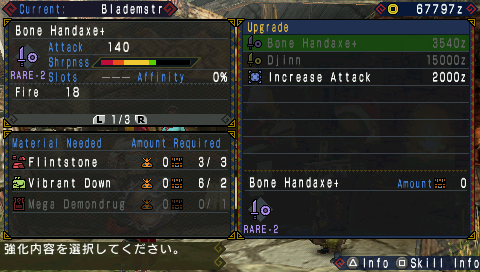 Current: Blademstr
67797z
Bone Handaxe+
Attack 140
Shrpnss
RARE-2 Slots --- Affinity 0%
Fire 18
L 1/3 R
Material Needed Amount Required
Flintstone 0 3/ 3
Vibrant Down 0 6/ 2
Mega Demondrug 0 0/ 1
Upgrade
Bone Handaxe+ 3540z
Djinn 15000z
Increase Attack 2000z
Bone Handaxe+ Amount 0
RARE-2
強化内容を選択してください。
Info Skill Info